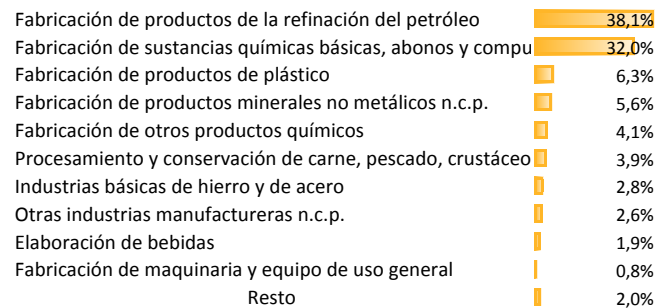 Fabricación de productos de la refinación del petróleo 38,1%
Fabricación de sustancias químicas básicas, abonos y compu 32,0%
Fabricación de productos de plástico 6,3%
Fabricación de productos minerales no metálicos n.c.p. 5,6%
Fabricación de otros productos químicos 4,1%
Procesamiento y conservación de carne, pescado, crustáceo 3,9%
Industrias básicas de hierro y de acero 2,8%
Otras industrias manufactureras n.c.p. 2,6%
Elaboración de bebidas 1,9%
Fabricación de maquinaria y equipo de uso general 0,8%
Resto 2,0%